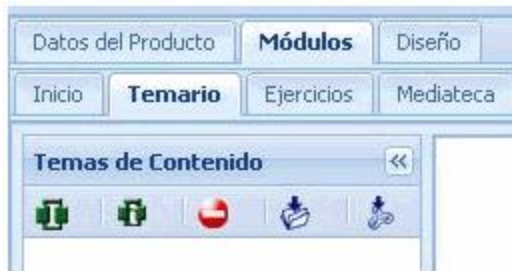 Datos del Producto Módulos Diseño
Inicio Temario Ejercicios Mediateca
Temas de Contenido